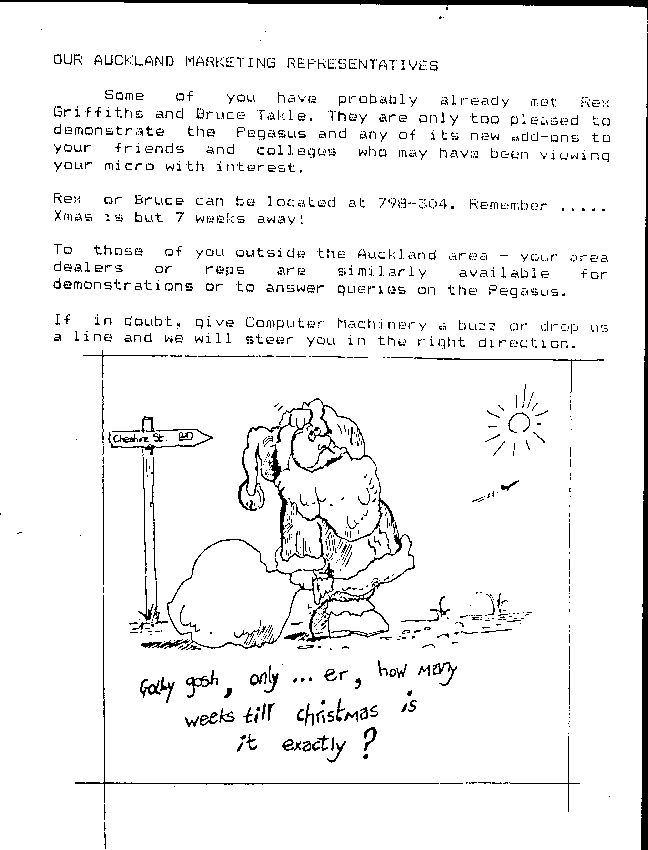 OUR AUCKLAND MARKETING REPRESENTATIVES
Some of you have probably already met Rex
Griffiths and Bruce Takle. They are only too pleased to
demonstrate the Pegasus and any of its new add-ons to
your friends and colleges who may have been viewing
your micro with interest.
Rex or Bruce can be located at 798-304. Remember .....
Xmas is but 7 weeks away!
To those of you outside the Auckland area - your area
dealers or reps are similarly available for
demonstrations or to answer queries on the Pegasus.
If in doubt, give Computer Machinery a buzz or drop us
a line and we will steer you in the right direction.
Cheshire St.
Golly gosh, only ... er, how many
weeks till christmas is
it exactly?